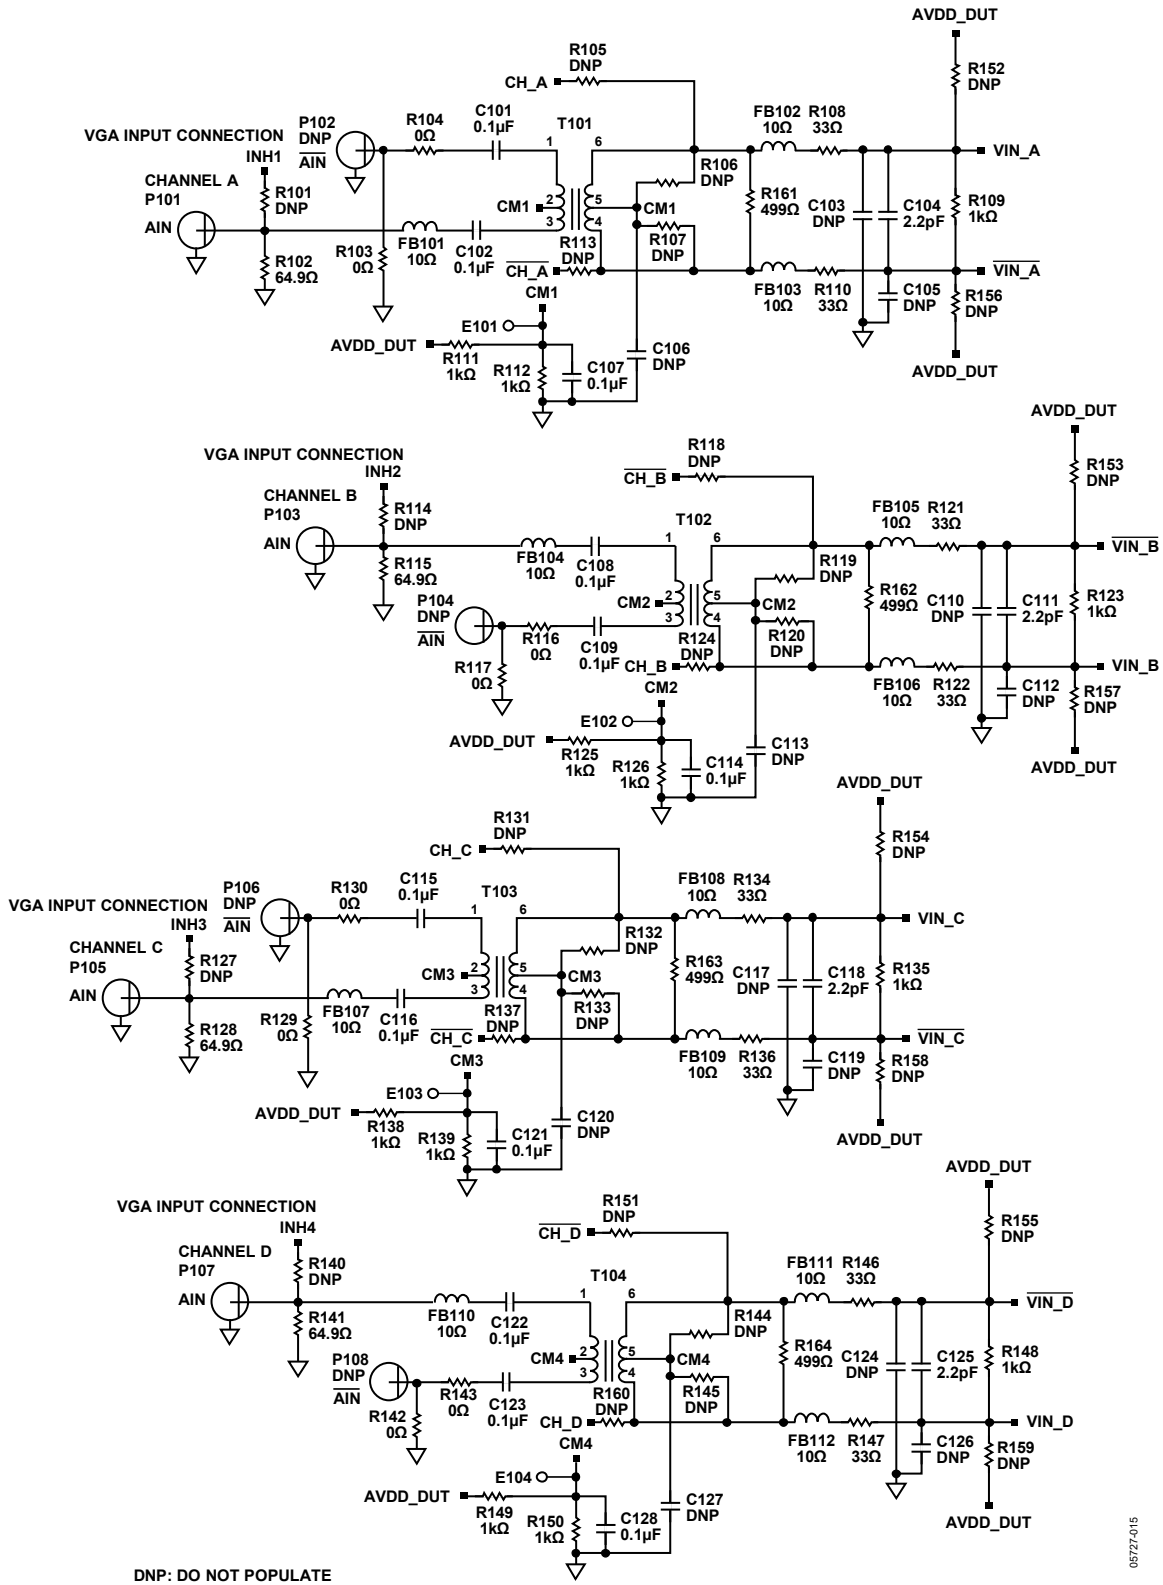 AVDD_DUT
R105
DNP
CH_A
R152
DNP
VGA INPUT CONNECTION
INH1
P102
DNP
AIN
R104
0Ω
C101
0.1µF
T101
1
2
3
6
5
4
FB102
10Ω
R108
33Ω
VIN_A
CHANNEL A
P101
AIN
R101
DNP
R102
64.9Ω
R103
0Ω
FB101
10Ω
C102
0.1µF
CM1
CM1
R106
DNP
R107
DNP
R113
DNP
CH_A
R161
499Ω
C103
DNP
C104
2.2pF
R109
1kΩ
FB103
10Ω
R110
33Ω
C105
DNP
VIN_A
R156
DNP
AVDD_DUT
CM1
E101
AVDD_DUT
R111
1kΩ
R112
1kΩ
C107
0.1µF
C106
DNP
AVDD_DUT
R118
DNP
CH_B
R153
DNP
VGA INPUT CONNECTION
INH2
CHANNEL B
P103
AIN
R114
DNP
R115
64.9Ω
FB104
10Ω
C108
0.1µF
T102
1
2
3
6
5
4
FB105
10Ω
R121
33Ω
VIN_B
P104
DNP
AIN
R116
0Ω
R117
0Ω
C109
0.1µF
CM2
CM2
R119
DNP
R120
DNP
R124
DNP
CH_B
R162
499Ω
C110
DNP
C111
2.2pF
R123
1kΩ
FB106
10Ω
R122
33Ω
C112
DNP
VIN_B
R157
DNP
AVDD_DUT
CM2
E102
AVDD_DUT
R125
1kΩ
R126
1kΩ
C114
0.1µF
C113
DNP
AVDD_DUT
R131
DNP
CH_C
R154
DNP
VGA INPUT CONNECTION
INH3
P106
DNP
AIN
R130
0Ω
C115
0.1µF
T103
1
2
3
6
5
4
FB108
10Ω
R134
33Ω
VIN_C
CHANNEL C
P105
AIN
R127
DNP
R128
64.9Ω
R129
0Ω
FB107
10Ω
C116
0.1µF
CM3
CM3
R132
DNP
R133
DNP
R137
DNP
CH_C
R163
499Ω
C117
DNP
C118
2.2pF
R135
1kΩ
FB109
10Ω
R136
33Ω
C119
DNP
VIN_C
R158
DNP
AVDD_DUT
CM3
E103
AVDD_DUT
R138
1kΩ
R139
1kΩ
C121
0.1µF
C120
DNP
AVDD_DUT
R151
DNP
CH_D
R155
DNP
VGA INPUT CONNECTION
INH4
CHANNEL D
P107
AIN
R140
DNP
R141
64.9Ω
FB110
10Ω
C122
0.1µF
T104
1
2
3
6
5
4
FB111
10Ω
R146
33Ω
VIN_D
P108
DNP
AIN
R143
0Ω
R142
0Ω
C123
0.1µF
CM4
CM4
R144
DNP
R145
DNP
R160
DNP
CH_D
R164
499Ω
C124
DNP
C125
2.2pF
R148
1kΩ
FB112
10Ω
R147
33Ω
C126
DNP
VIN_D
R159
DNP
AVDD_DUT
CM4
E104
AVDD_DUT
R149
1kΩ
R150
1kΩ
C128
0.1µF
C127
DNP
DNP: DO NOT POPULATE
05727-015